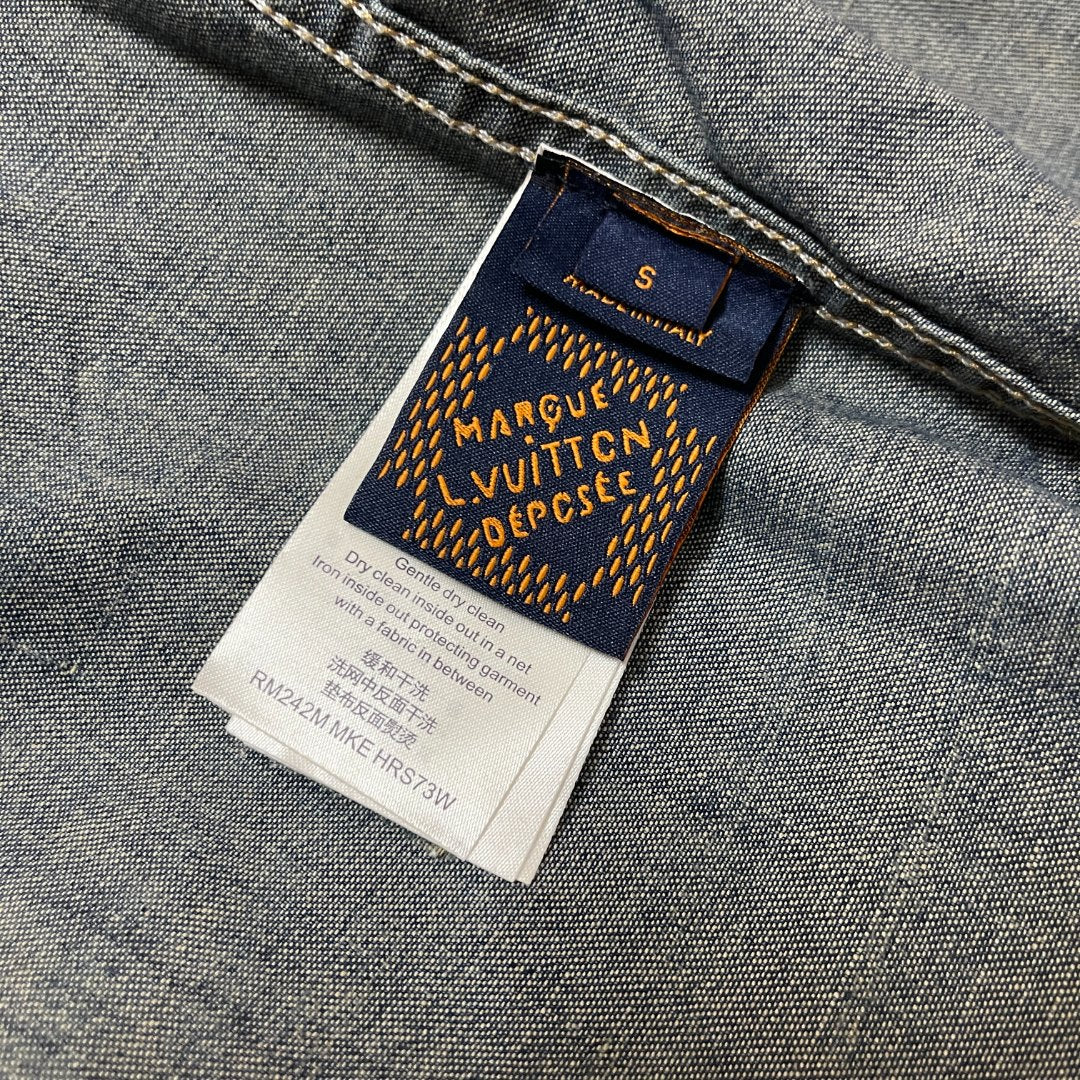 S
MADE IN ITALY
MARQUE
L.VUITTON
DÉPOSÉE
Gentle dry clean
Dry clean inside out in a net
Iron inside out protecting garment
with a fabric in between
缓和干洗
洗网中反面干洗
垫布反面熨烫
RM242M MKE HRS73W